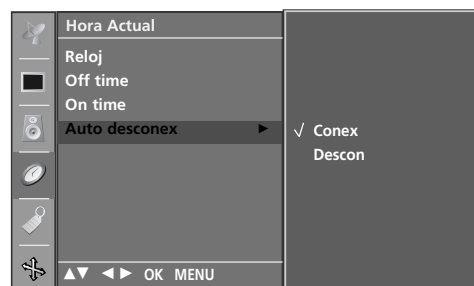 Hora Actual
Reloj
Off time
On time
Auto desconex ►
√ Conex
Descon
▲▼ ◄ ► OK MENU